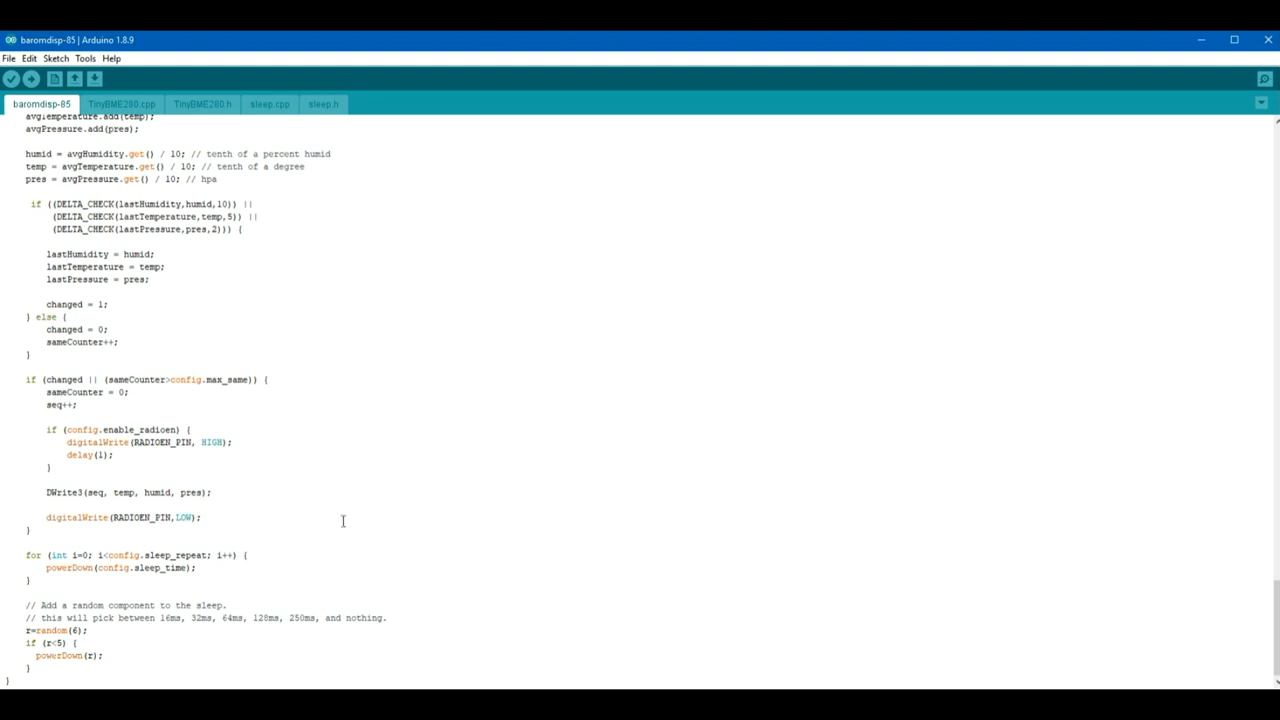 baromdisp-85 | Arduino 1.8.9
File Edit Sketch Tools Help
baromdisp-85 TinyBME280.cpp TinyBME280.h sleep.cpp sleep.h
avgTemperature.add(temp);
avgPressure.add(pres);
humid = avgHumidity.get() / 10; // tenth of a percent humid
temp = avgTemperature.get() / 10; // tenth of a degree
pres = avgPressure.get() / 10; // hpa
if ((DELTA_CHECK(lastHumidity,humid,10)) ||
(DELTA_CHECK(lastTemperature,temp,5)) ||
(DELTA_CHECK(lastPressure,pres,2))) {
lastHumidity = humid;
lastTemperature = temp;
lastPressure = pres;
changed = 1;
} else {
changed = 0;
sameCounter++;
}
if (changed || (sameCounter>config.max_same)) {
sameCounter = 0;
seq++;
if (config.enable_radioen) {
digitalWrite(RADIOEN_PIN, HIGH);
delay(1);
}
DWrite3(seq, temp, humid, pres);
digitalWrite(RADIOEN_PIN,LOW);
}
for (int i=0; i<config.sleep_repeat; i++) {
powerDown(config.sleep_time);
}
// Add a random component to the sleep.
// this will pick between 16ms, 32ms, 64ms, 128ms, 250ms, and nothing.
r=random(6);
if (r<5) {
powerDown(r);
}
}